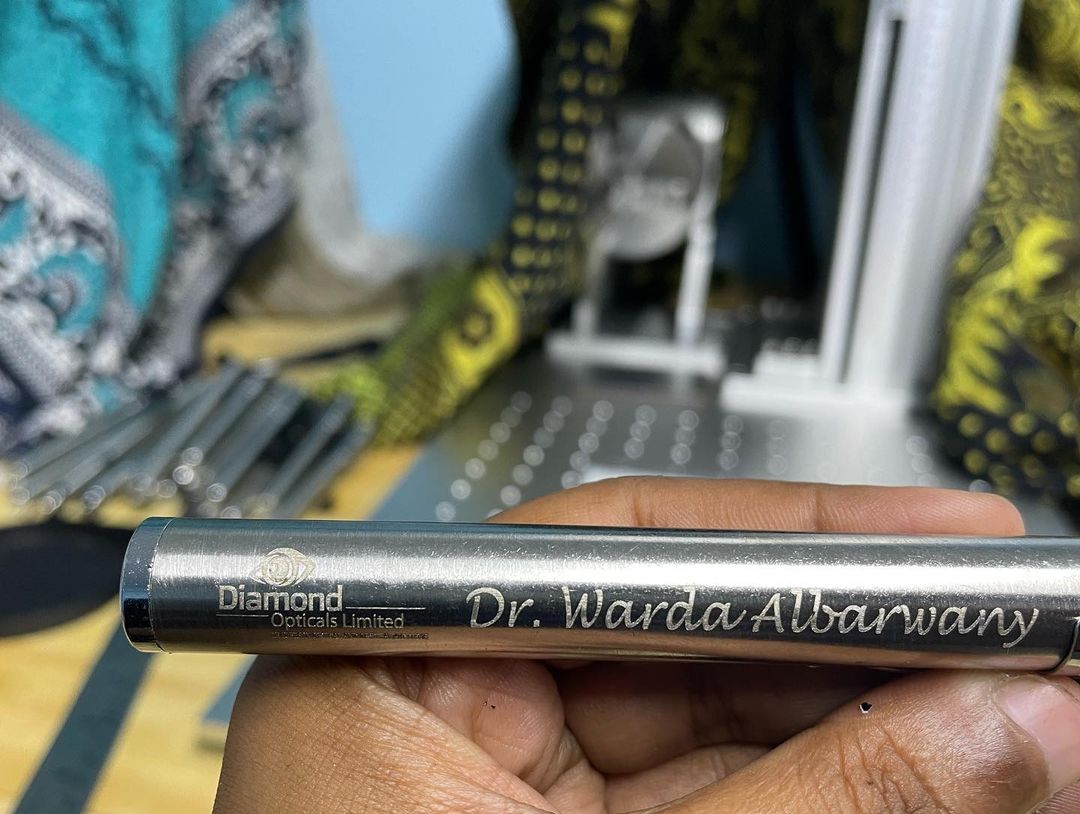 Diamond
Opticals Limited
Dr. Warda Albarwany